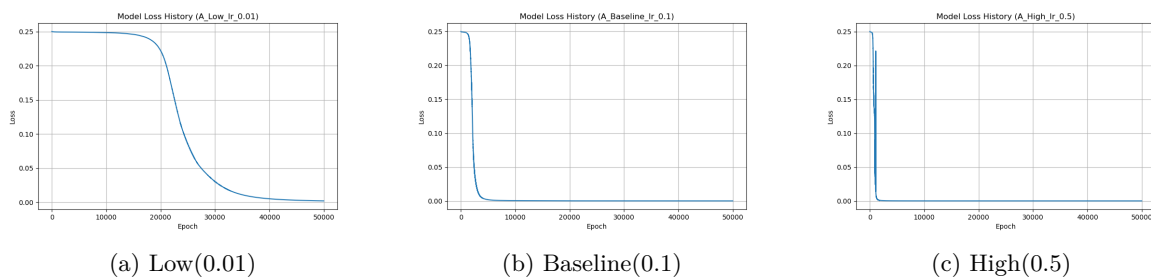 Model Loss History (A_Low_lr_0.01)
0.25
0.20
0.15
0.10
0.05
0.00
Loss
0 10000 20000 30000 40000 50000
Epoch
(a) Low(0.01)
Model Loss History (A_Baseline_lr_0.1)
0.25
0.20
0.15
0.10
0.05
0.00
Loss
0 10000 20000 30000 40000 50000
Epoch
(b) Baseline(0.1)
Model Loss History (A_High_lr_0.5)
0.25
0.20
0.15
0.10
0.05
0.00
Loss
0 10000 20000 30000 40000 50000
Epoch
(c) High(0.5)